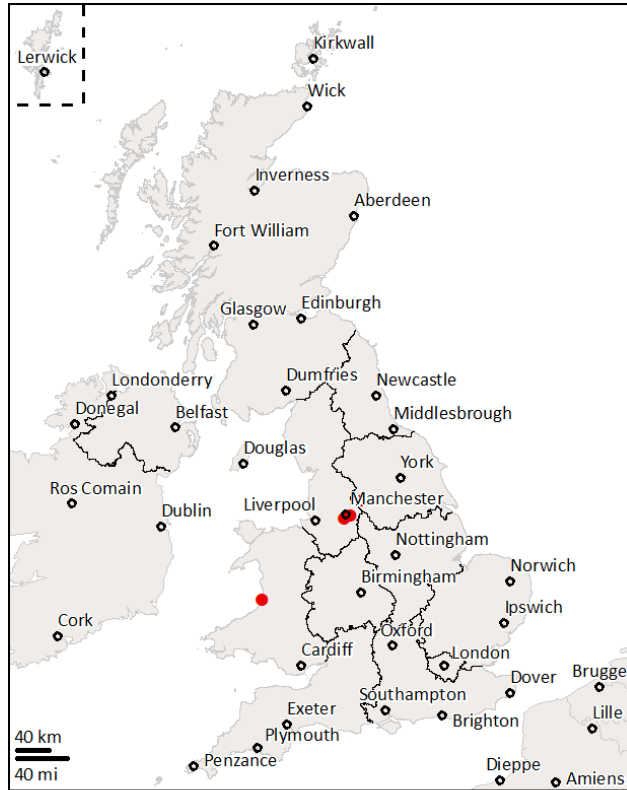 Kirkwall
Lerwick
Wick
Inverness
Aberdeen
Fort William
Glasgow
Edinburgh
Dumfries
Londonderry
Newcastle
Donegal
Belfast
Middlesbrough
Douglas
York
Ros Comain
Manchester
Liverpool
Dublin
Nottingham
Birmingham
Norwich
Ipswich
Cork
Oxford
Cardiff
London
Dover
Brugge
Southampton
Exeter
Brighton
Lille
Plymouth
40 km
Penzance
40 mi
Dieppe
Amiens